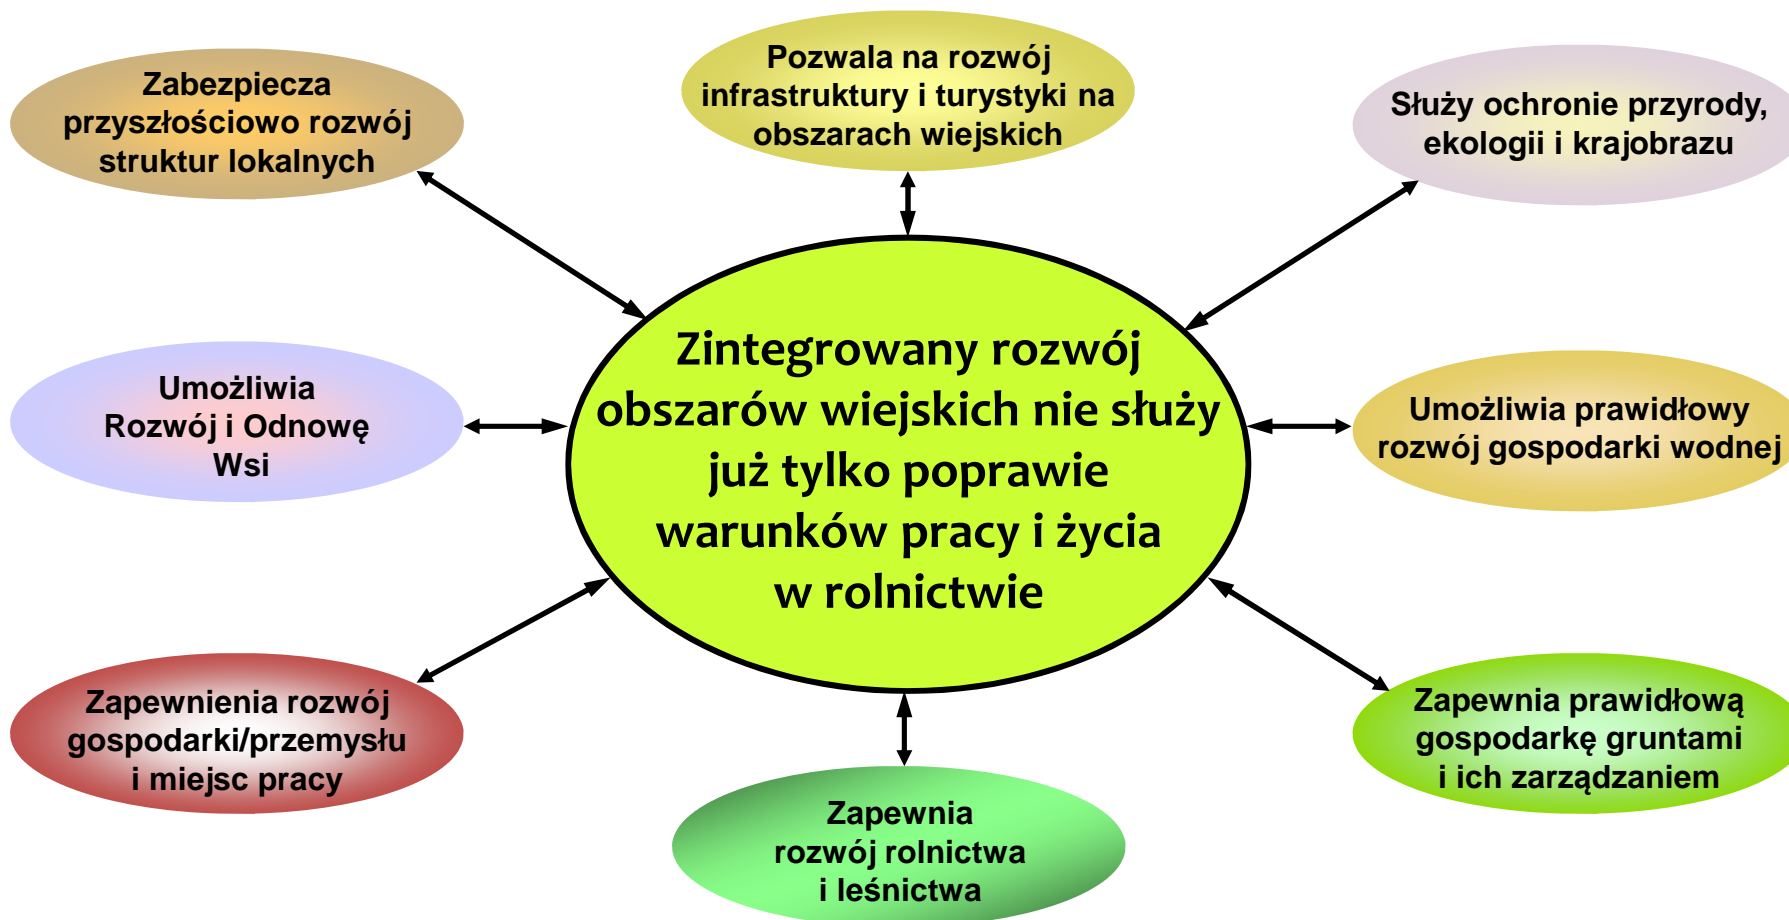 Zabezpiecza
przyszłościowo rozwój
struktur lokalnych
Pozwala na rozwój
infrastruktury i turystyki na
obszarach wiejskich
Służy ochronie przyrody,
ekologii i krajobrazu
Umożliwia
Rozwój i Odnowę
Wsi
Zintegrowany rozwój
obszarów wiejskich nie służy
już tylko poprawie
warunków pracy i życia
w rolnictwie
Umożliwia prawidłowy
rozwój gospodarki wodnej
Zapewnienia rozwój
gospodarki/przemysłu
i miejsc pracy
Zapewnia
rozwój rolnictwa
i leśnictwa
Zapewnia prawidłową
gospodarkę gruntami
i ich zarządzaniem